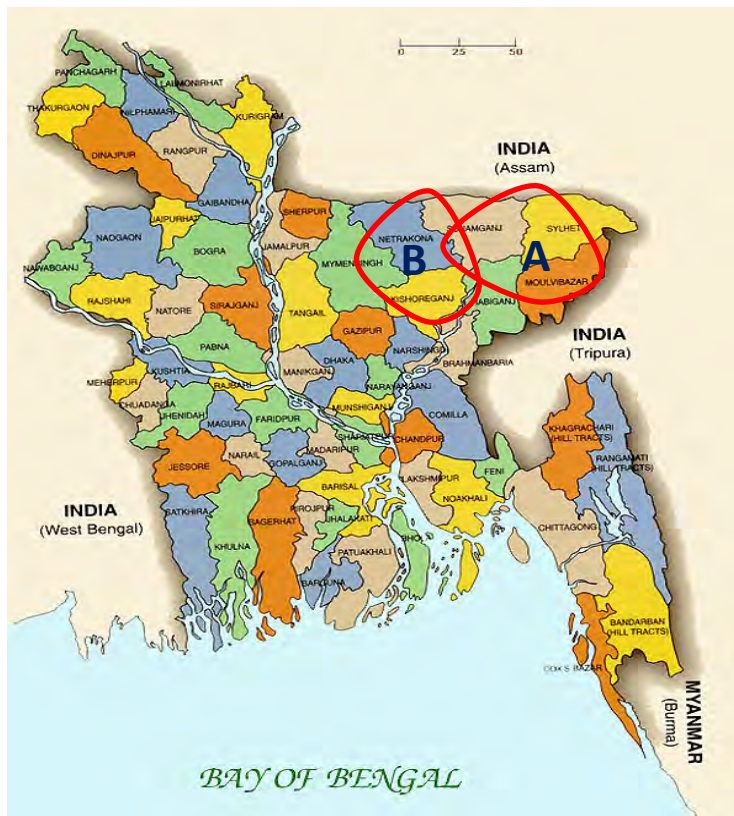 0 25 50
PANCHAGARH
LALMONIRHAT
THAKURGAON
NILPHAMARI
KURIGRAM
INDIA
(Assam)
DINAJPUR
RANGPUR
GAIBANDHA
JAIPURHAT
SHERPUR
NAOGAON
NETRAKONA
SYLHET
BOGRA
JAMALPUR
MYMENSINGH
B
A
NAWABGANJ
RAJSHAHI
NATORE
SIRAJGANJ
TANGAIL
KISHOREGANJ
MOULVIBAZAR
GAZIPUR
PABNA
DHAKA
NARSHINGDI
BRAHMANBARIA
INDIA
(Tripura)
KUSHTIA
MANIKGANJ
MEHERPUR
RAJBARI
NARAYANGANJ
CHUADANGA
JHENIDAH
MAGURA
FARIDPUR
MUNSHIGANJ
COMILLA
KHAGRACHARI
(HILL TRACTS)
CHANDPUR
JESSORE
NARAIL
GOPALGANJ
MADARIPUR
RANGAMATI
(HILL TRACTS)
LAKSHMIPUR
FENI
BARISAL
NOAKHALI
INDIA
(West Bengal)
SATKHIRA
BAGERHAT
PIROJPUR
JHALAKATI
CHITTAGONG
KHULNA
PATUAKHALI
BHOLA
BARGUNA
BANDARBAN
(HILL TRACTS)
COX'S BAZAR
MYANMAR
(Burma)
BAY OF BENGAL